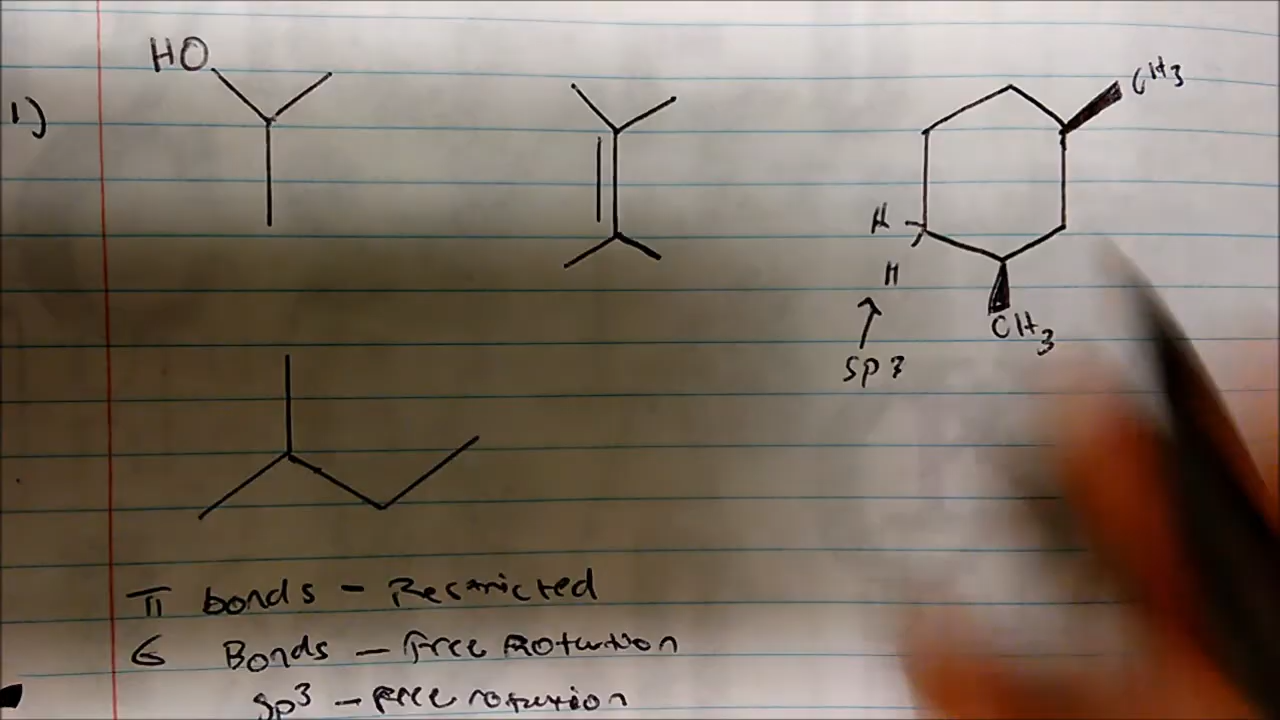 HO
CH3
1)
H
H
CH3
sp3
π bonds - Restricted
σ Bonds - Free Rotation
sp3 - Free rotation